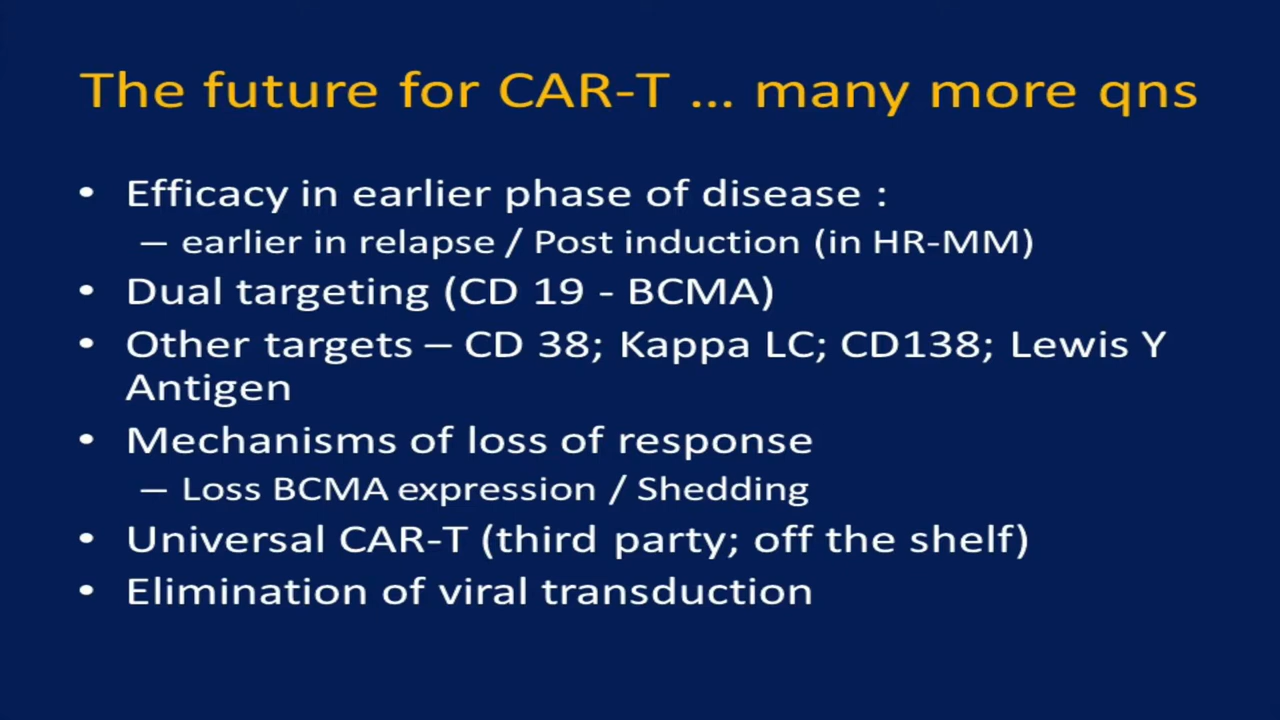 The future for CAR-T ... many more qns
• Efficacy in earlier phase of disease :
– earlier in relapse / Post induction (in HR-MM)
• Dual targeting (CD 19 - BCMA)
• Other targets – CD 38; Kappa LC; CD138; Lewis Y
Antigen
• Mechanisms of loss of response
– Loss BCMA expression / Shedding
• Universal CAR-T (third party; off the shelf)
• Elimination of viral transduction